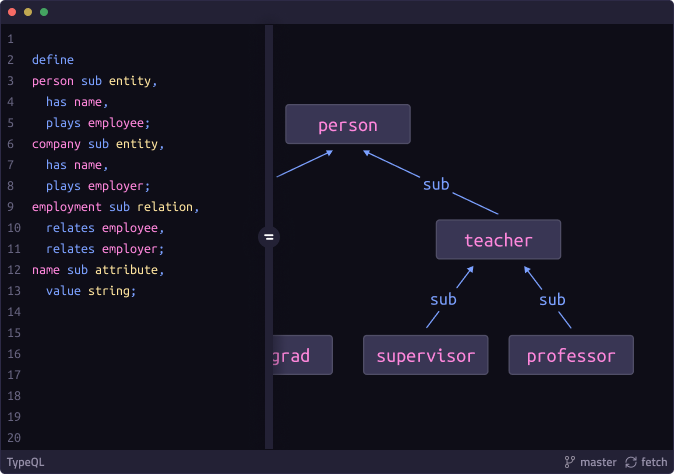 1
2 define
3 person sub entity,
4 has name,
5 plays employee;
6 company sub entity,
7 has name,
8 plays employer;
9 employment sub relation,
10 relates employee,
11 relates employer;
12 name sub attribute,
13 value string;
14
15
16
17
18
19
20
person
sub
teacher
sub sub
grad supervisor professor
TypeQL master fetch